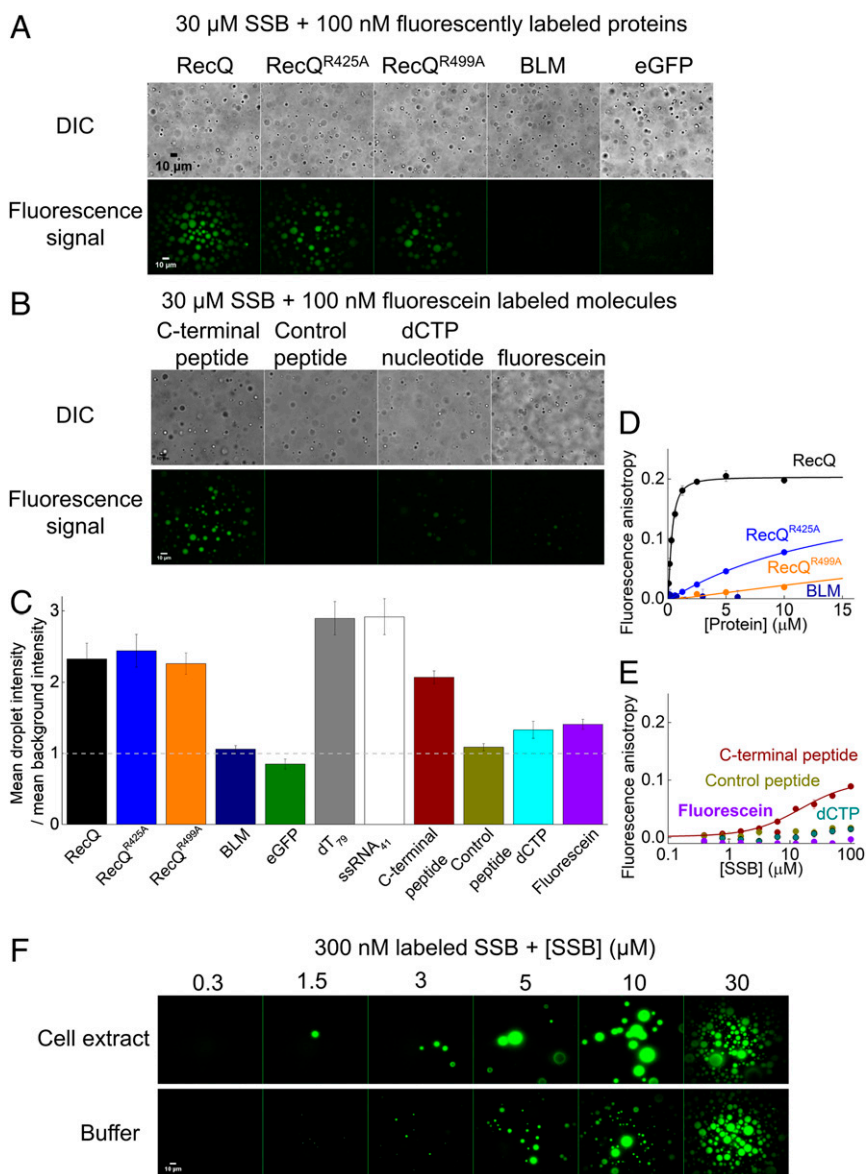 A
30 μM SSB + 100 nM fluorescently labeled proteins
RecQ RecQR425A RecQR499A BLM eGFP
DIC
10 μm
Fluorescence
signal
10 μm
B
30 μM SSB + 100 nM fluorescein labeled molecules
C-terminal
peptide
Control
peptide
dCTP
nucleotide
fluorescein
DIC
Fluorescence
signal
10 μm
C
Mean droplet intensity
/ mean background intensity
3
2
1
0
RecQ
RecQR425A
RecQR499A
BLM
eGFP
dT79
ssRNA41
C-terminal
peptide
Control
peptide
dCTP
Fluorescein
D
Fluorescence anisotropy
0.2
0.1
0.0
RecQ
RecQR425A
RecQR499A
BLM
0 5 10 15
[Protein] (μM)
E
Fluorescence anisotropy
0.2
0.1
0.0
C-terminal peptide
Control peptide
Fluorescein
dCTP
0.1 1 10 100
[SSB] (μM)
F
300 nM labeled SSB + [SSB] (μM)
0.3 1.5 3 5 10 30
Cell extract
Buffer
10 μm